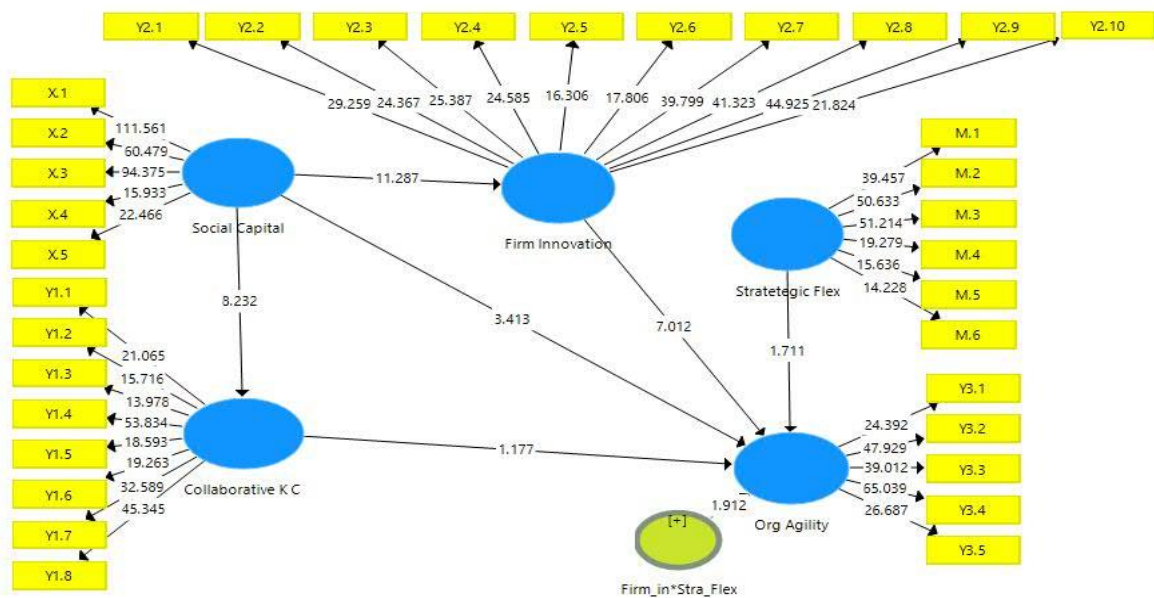 Y2.1
Y2.2
Y2.3
Y2.4
Y2.5
Y2.6
Y2.7
Y2.8
Y2.9
Y2.10
29.259
24.367
25.387
24.585
16.306
17.806
39.799
41.323
44.925
21.824
X.1
X.2
X.3
X.4
X.5
111.561
60.479
94.375
15.933
22.466
Social Capital
11.287
Firm Innovation
M.1
M.2
M.3
M.4
M.5
M.6
39.457
50.633
51.214
19.279
15.636
14.228
Stratetegic Flex
8.232
3.413
7.012
1.711
Y1.1
Y1.2
Y1.3
Y1.4
Y1.5
Y1.6
Y1.7
Y1.8
21.065
15.716
13.978
53.834
18.593
19.263
32.589
45.345
Collaborative K C
1.177
Y3.1
Y3.2
Y3.3
Y3.4
Y3.5
24.392
47.929
39.012
65.039
26.687
Org Agility
1.912
[+]
Firm_in*Stra_Flex